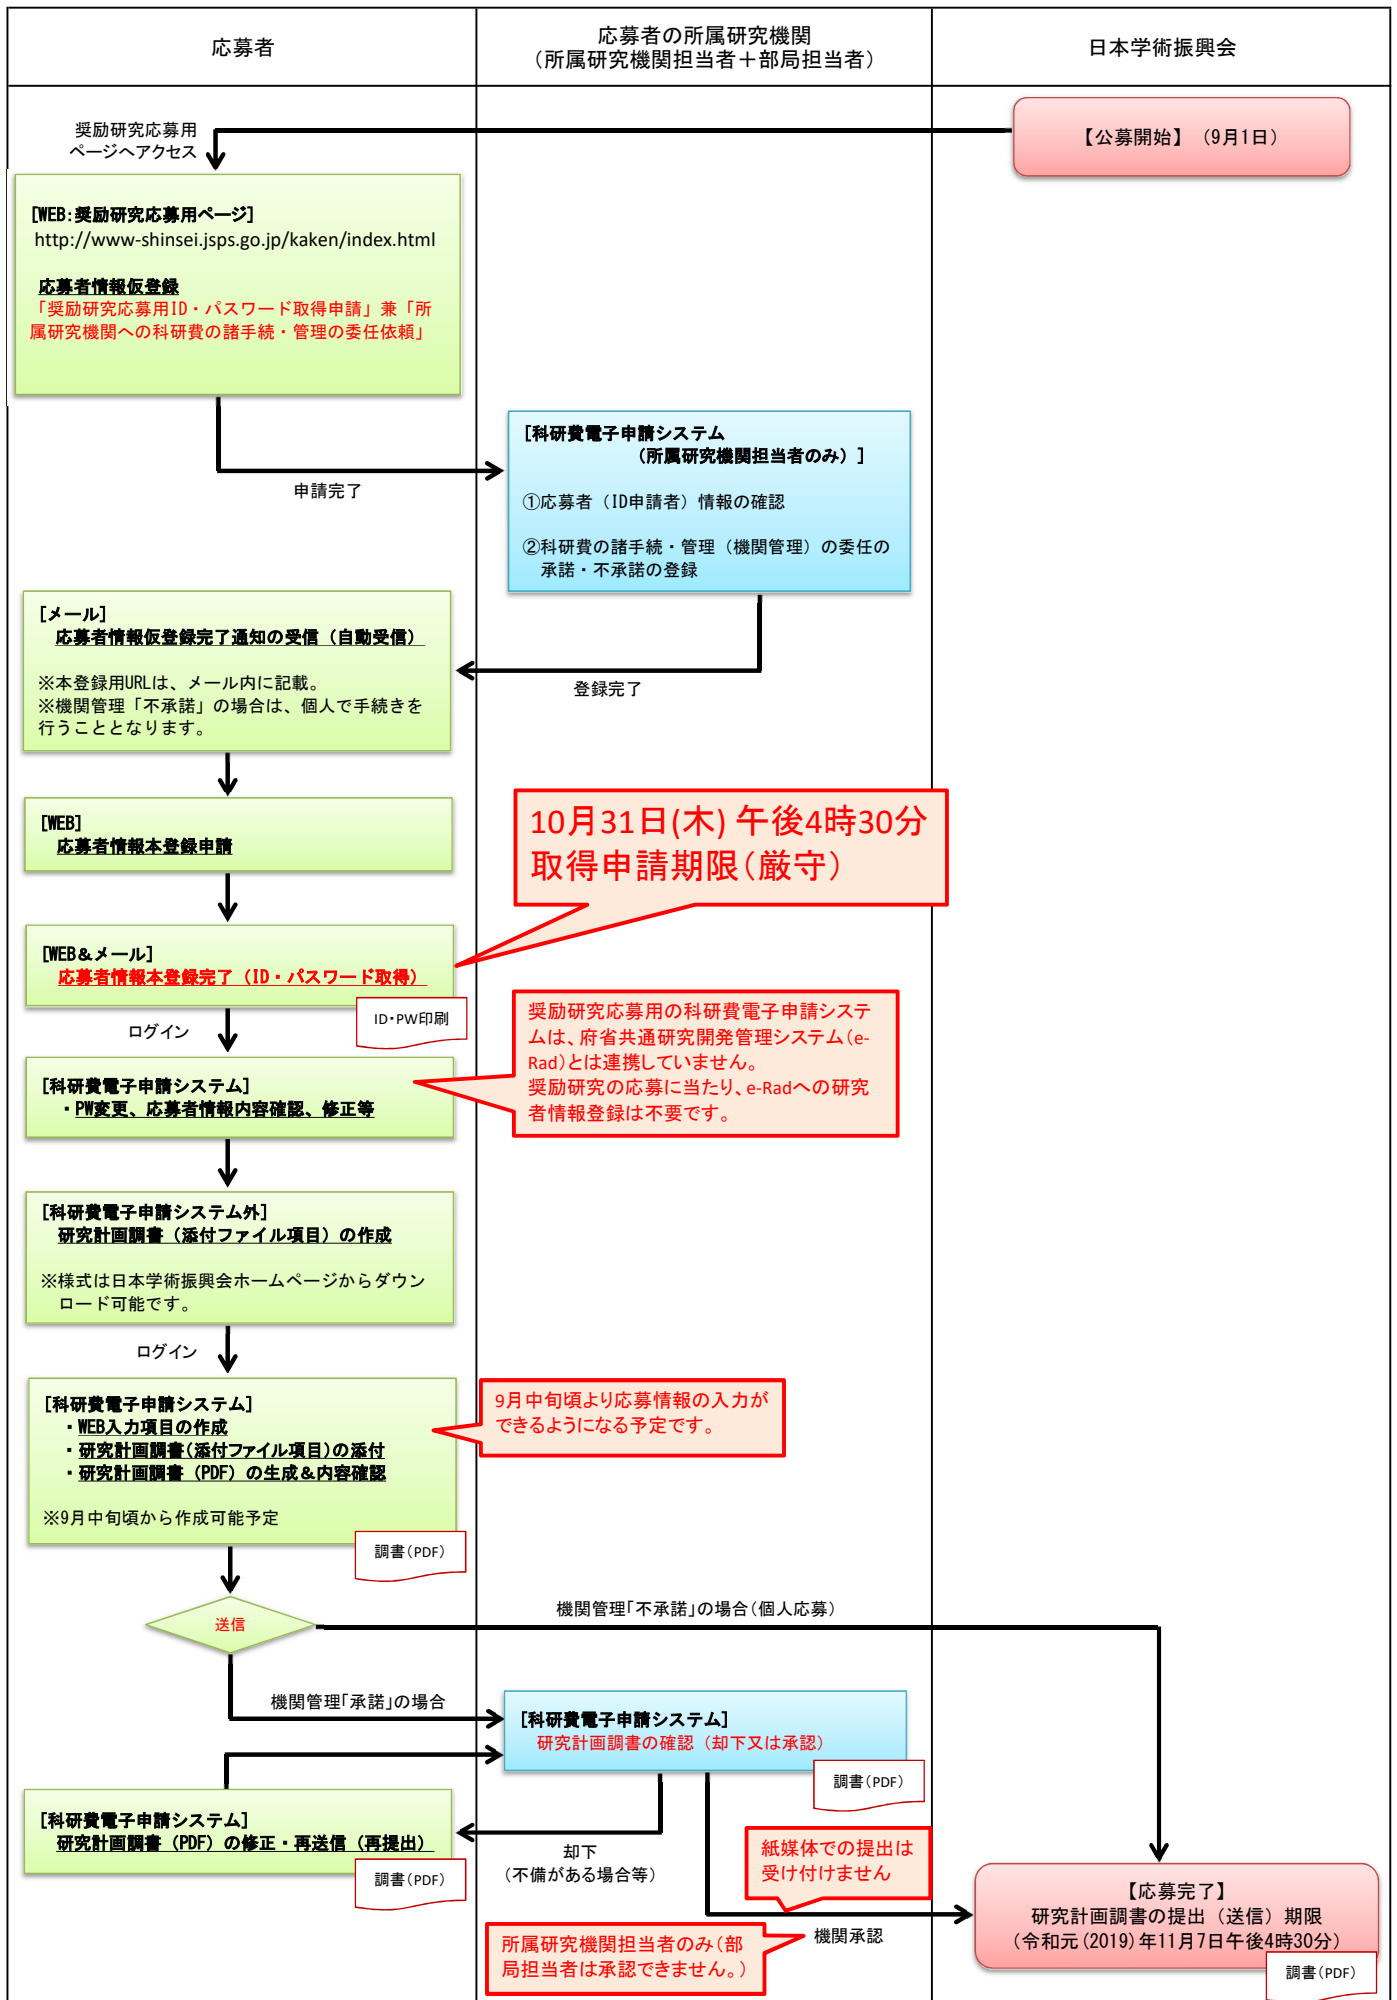 応募者
応募者の所属研究機関
（所属研究機関担当者＋部局担当者）
日本学術振興会
奨励研究応募用
ページへアクセス
【公募開始】（9月1日）
[WEB:奨励研究応募用ページ]
http://www-shinsei.jsps.go.jp/kaken/index.html
応募者情報仮登録
「奨励研究応募用ID・パスワード取得申請」兼「所
属研究機関への科研費の諸手続・管理の委任依頼」
申請完了
[科研費電子申請システム
（所属研究機関担当者のみ）]
①応募者（ID申請者）情報の確認
②科研費の諸手続・管理（機関管理）の委任の
承諾・不承諾の登録
登録完了
[メール]
応募者情報仮登録完了通知の受信（自動受信）
※本登録用URLは、メール内に記載。
※機関管理「不承諾」の場合は、個人で手続きを
行うこととなります。
[WEB]
応募者情報本登録申請
10月31日(木) 午後4時30分
取得申請期限（厳守）
[WEB＆メール]
応募者情報本登録完了（ID・パスワード取得）
ID・PW印刷
ログイン
奨励研究応募用の科研費電子申請システ
ムは、府省共通研究開発管理システム（e-
Rad）とは連携していません。
奨励研究の応募に当たり、e-Radへの研究
者情報登録は不要です。
[科研費電子申請システム]
・PW変更、応募者情報内容確認、修正等
[科研費電子申請システム外]
研究計画調書（添付ファイル項目）の作成
※様式は日本学術振興会ホームページからダウン
ロード可能です。
ログイン
[科研費電子申請システム]
・WEB入力項目の作成
・研究計画調書（添付ファイル項目）の添付
・研究計画調書（PDF）の生成＆内容確認
※9月中旬頃から作成可能予定
調書（PDF）
9月中旬頃より応募情報の入力が
できるようになる予定です。
送信
機関管理「不承諾」の場合（個人応募）
機関管理「承諾」の場合
[科研費電子申請システム]
研究計画調書の確認（却下又は承認）
調書（PDF）
[科研費電子申請システム]
研究計画調書（PDF）の修正・再送信（再提出）
調書（PDF）
却下
（不備がある場合等）
紙媒体での提出は
受け付けません
機関承認
所属研究機関担当者のみ（部
局担当者は承認できません。）
【応募完了】
研究計画調書の提出（送信）期限
（令和元(2019)年11月7日午後4時30分）
調書（PDF）